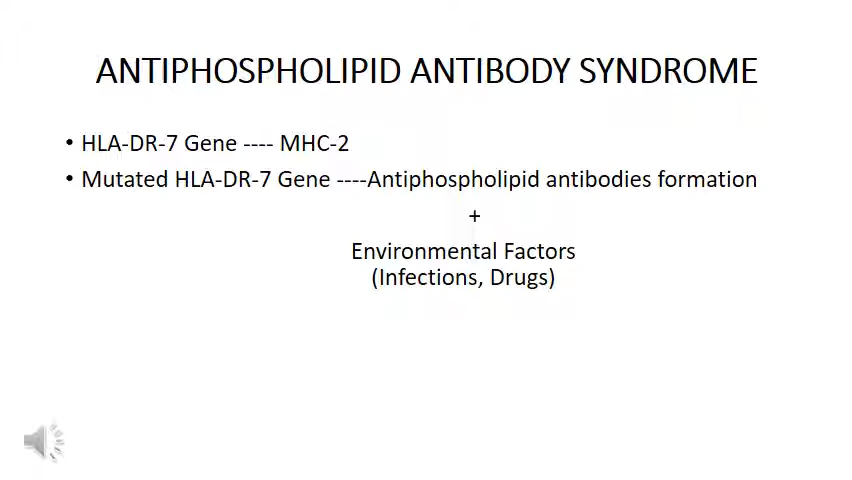 ANTIPHOSPHOLIPID ANTIBODY SYNDROME
• HLA-DR-7 Gene ---- MHC-2
• Mutated HLA-DR-7 Gene ----Antiphospholipid antibodies formation
+
Environmental Factors
(Infections, Drugs)